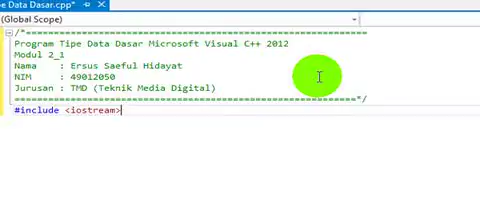 pe Data Dasar.cpp*
(Global Scope)
/*=========================================================
Program Tipe Data Dasar Microsoft Visual C++ 2012
Modul 2_1
Nama : Ersus Saeful Hidayat
NIM : 49012050
Jurusan : TMD (Teknik Media Digital)
=========================================================*/
#include <iostream>